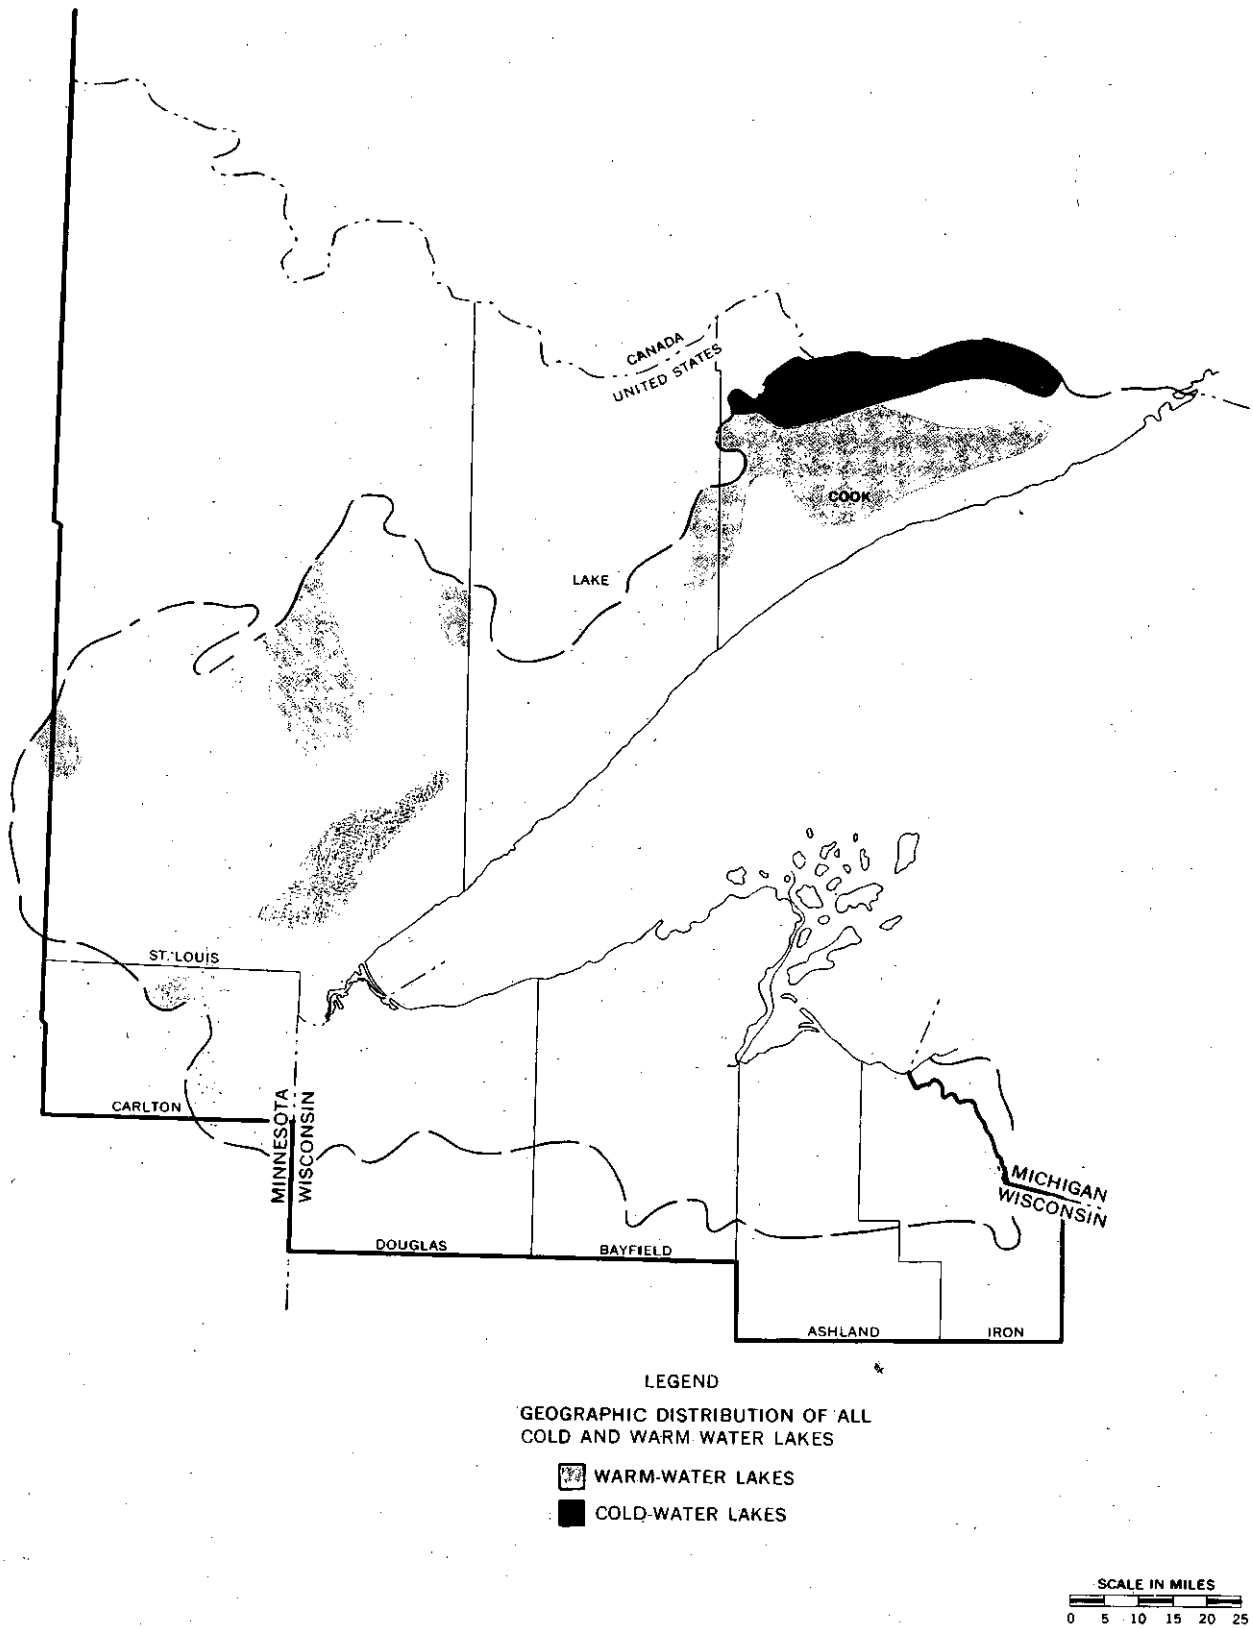 CANADA
UNITED STATES
COOK
LAKE
ST. LOUIS
CARLTON
MINNESOTA
WISCONSIN
MICHIGAN
WISCONSIN
DOUGLAS
BAYFIELD
ASHLAND
IRON
LEGEND
GEOGRAPHIC DISTRIBUTION OF ALL
COLD AND WARM WATER LAKES
WARM-WATER LAKES
COLD-WATER LAKES
SCALE IN MILES
0 5 10 15 20 25